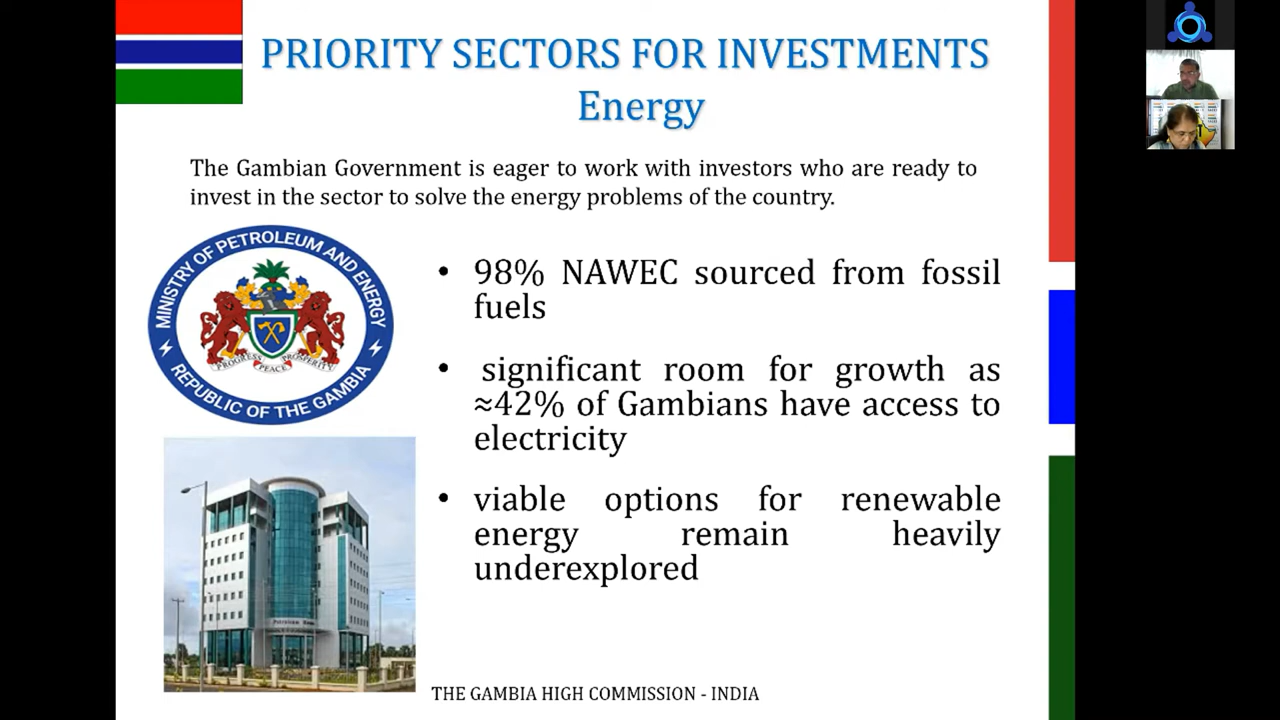 PRIORITY SECTORS FOR INVESTMENTS
Energy
The Gambian Government is eager to work with investors who are ready to
invest in the sector to solve the energy problems of the country.
MINISTRY OF PETROLEUM AND ENERGY
PROGRESS PEACE PROSPERITY
REPUBLIC OF THE GAMBIA
• 98% NAWEC sourced from fossil
fuels
• significant room for growth as
≈42% of Gambians have access to
electricity
• viable options for renewable
energy remain heavily
underexplored
THE GAMBIA HIGH COMMISSION - INDIA